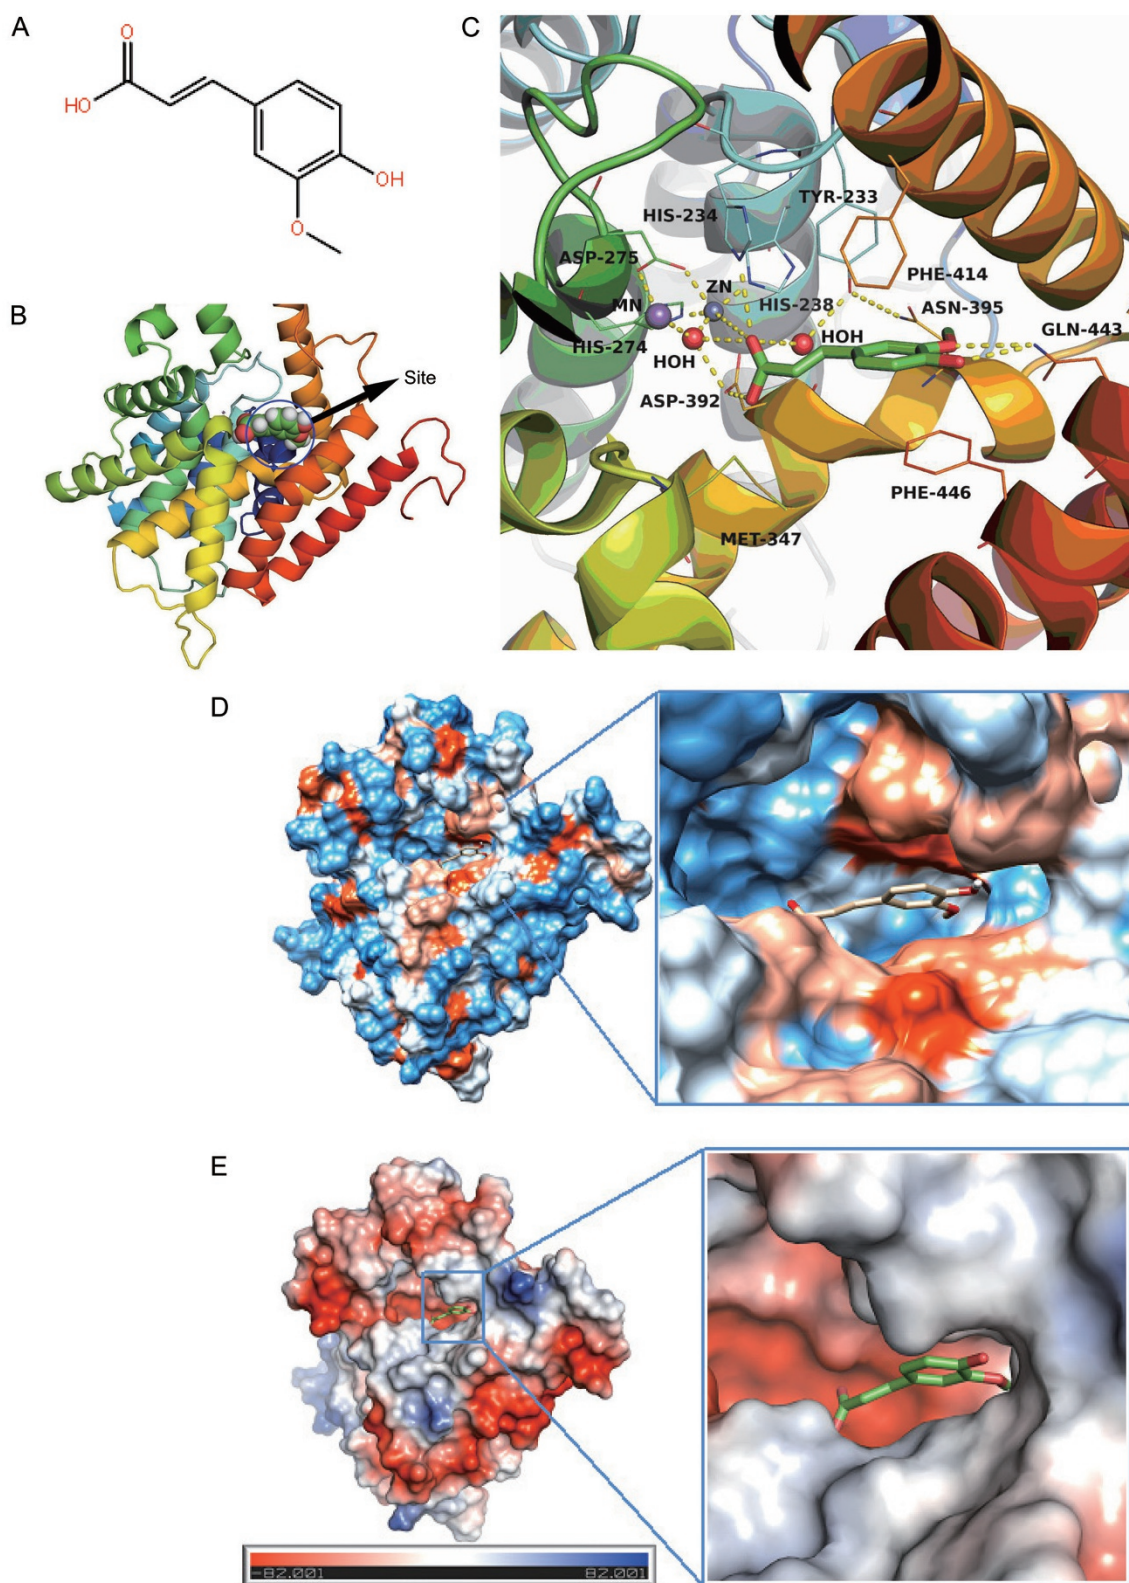 A
O
HO
OH
O
B
Site
C
HIS-234
TYR-233
ASP-275
PHE-414
ZN
MN
HIS-238
ASN-395
GLN-443
HIS-274
HOH
HOH
ASP-392
PHE-446
MET-347
D
E
-82.001 82.001